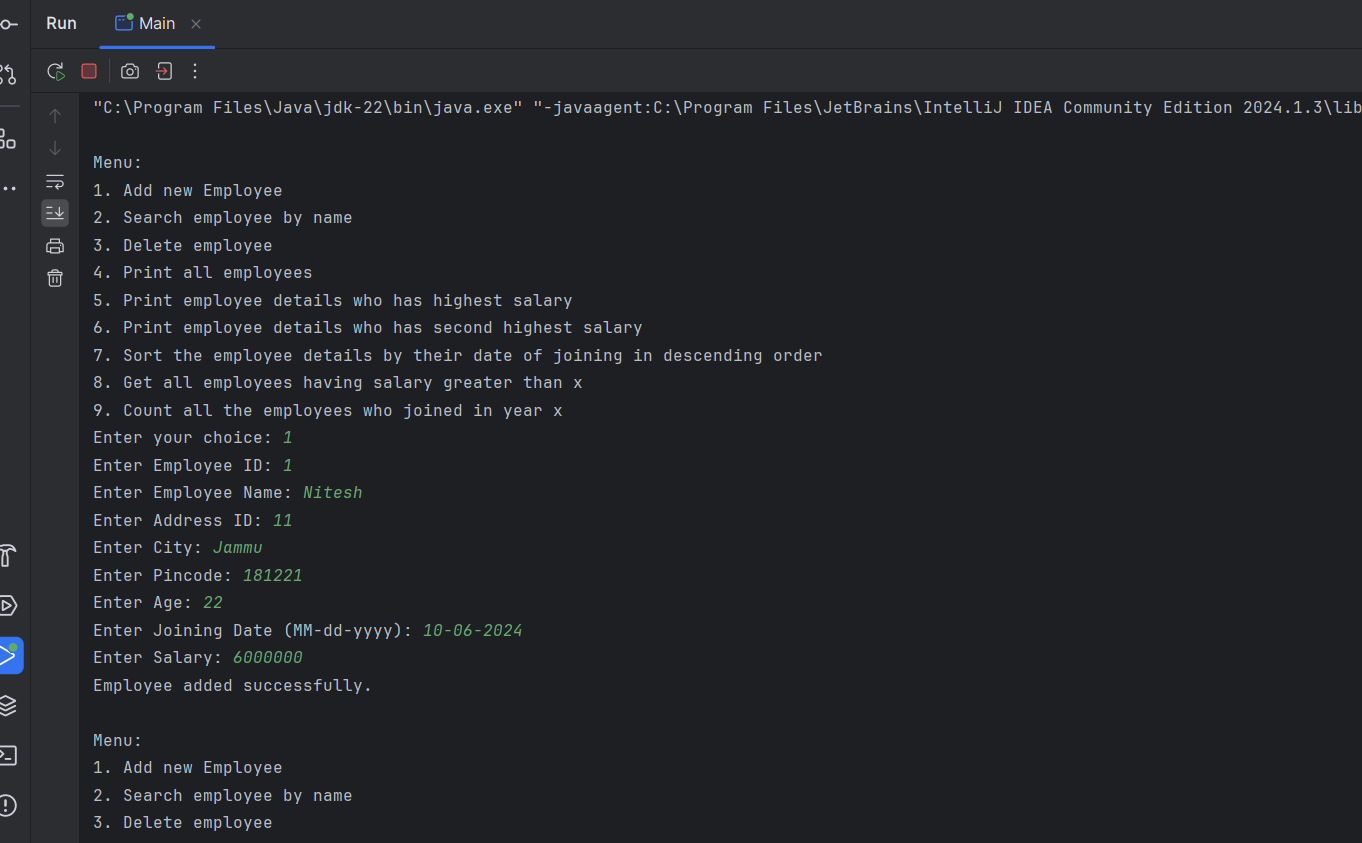 Run Main
"C:\Program Files\Java\jdk-22\bin\java.exe" "-javaagent:C:\Program Files\JetBrains\IntelliJ IDEA Community Edition 2024.1.3\lib
Menu:
1. Add new Employee
2. Search employee by name
3. Delete employee
4. Print all employees
5. Print employee details who has highest salary
6. Print employee details who has second highest salary
7. Sort the employee details by their date of joining in descending order
8. Get all employees having salary greater than x
9. Count all the employees who joined in year x
Enter your choice: 1
Enter Employee ID: 1
Enter Employee Name: Nitesh
Enter Address ID: 11
Enter City: Jammu
Enter Pincode: 181221
Enter Age: 22
Enter Joining Date (MM-dd-yyyy): 10-06-2024
Enter Salary: 6000000
Employee added successfully.
Menu:
1. Add new Employee
2. Search employee by name
3. Delete employee